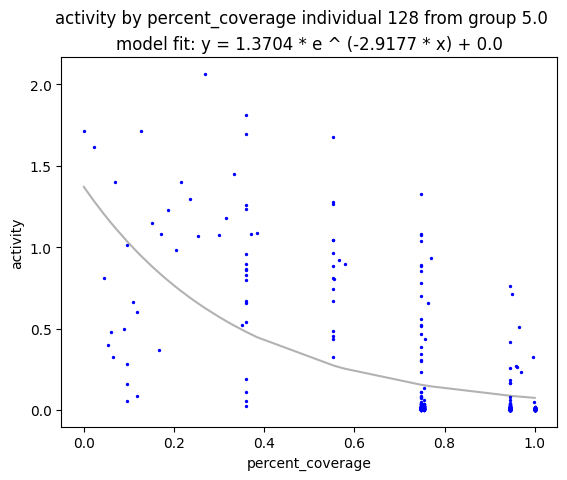 activity by percent_coverage individual 128 from group 5.0
model fit: y = 1.3704 * e ^ (-2.9177 * x) + 0.0
2.0
1.5
1.0
0.5
0.0
activity
0.0 0.2 0.4 0.6 0.8 1.0
percent_coverage